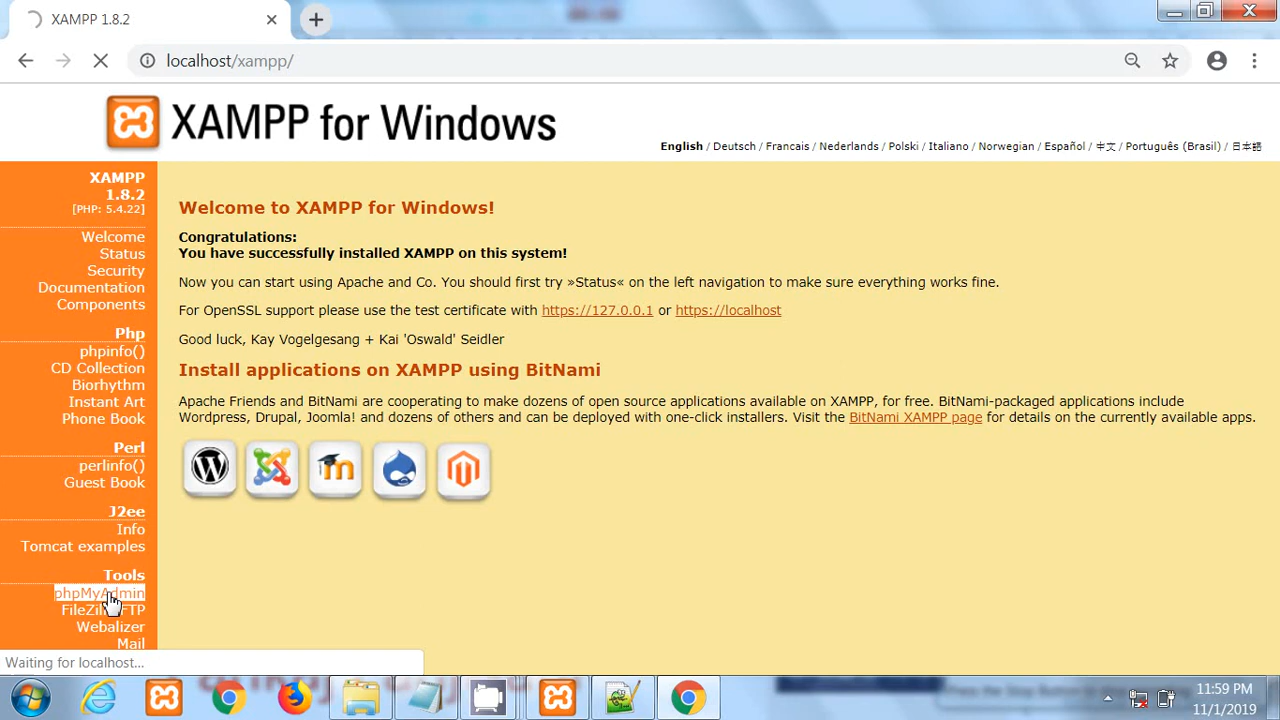 XAMPP 1.8.2
localhost/xampp/
XAMPP for Windows
English / Deutsch / Francais / Nederlands / Polski / Italiano / Norwegian / Español / 中文 / Português (Brasil) / 日本語
XAMPP
1.8.2
[PHP: 5.4.22]
Welcome
Status
Security
Documentation
Components
Php
phpinfo()
CD Collection
Biorhythm
Instant Art
Phone Book
Perl
perlinfo()
Guest Book
J2ee
Info
Tomcat examples
Tools
phpMyAdmin
FTP
Webalizer
Mail
Welcome to XAMPP for Windows!
Congratulations:
You have successfully installed XAMPP on this system!
Now you can start using Apache and Co. You should first try »Status« on the left navigation to make sure everything works fine.
For OpenSSL support please use the test certificate with https://127.0.0.1 or https://localhost
Good luck, Kay Vogelgesang + Kai 'Oswald' Seidler
Install applications on XAMPP using BitNami
Apache Friends and BitNami are cooperating to make dozens of open source applications available on XAMPP, for free. BitNami-packaged applications include
Wordpress, Drupal, Joomla! and dozens of others and can be deployed with one-click installers. Visit the BitNami XAMPP page for details on the currently available apps.
Waiting for localhost...
11:59 PM
11/1/2019